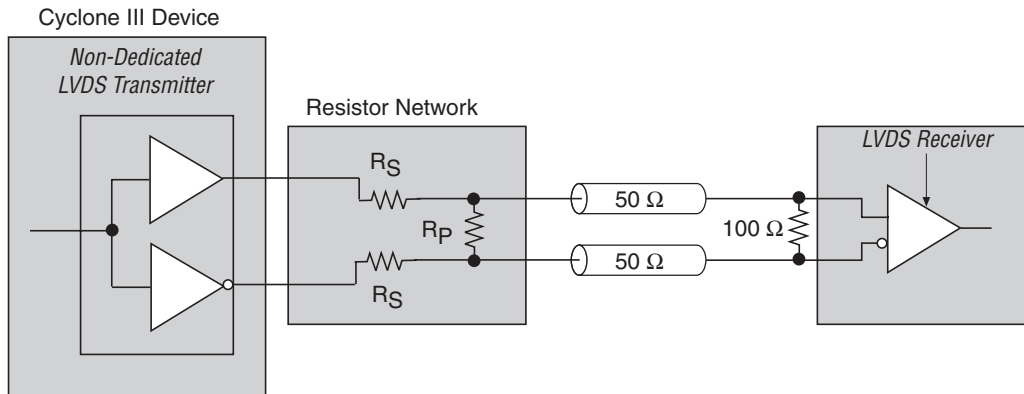 Cyclone III Device
Non-Dedicated
LVDS Transmitter
Resistor Network
LVDS Receiver
RS
50 Ω
RP
100 Ω
50 Ω
RS